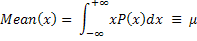 Mean(x) = ∫_{-∞}^{+∞} xP(x)dx ≡ μ